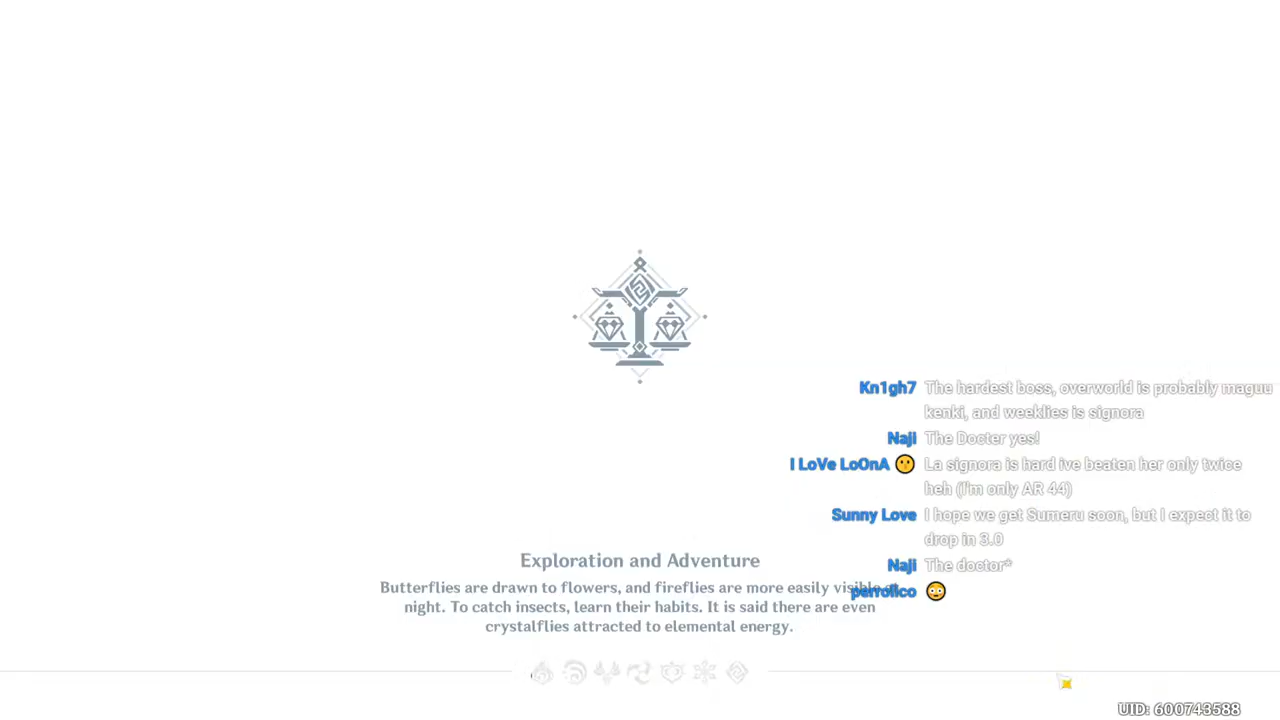 Kn1gh7 The hardest boss, overworld is probably maguu
kenki, and weeklies is signora
Naji The Docter yes!
I LoVe LoOnA 😗 La signora is hard ive beaten her only twice
heh (I'm only AR 44)
Sunny Love I hope we get Sumeru soon, but I expect it to
drop in 3.0
Naji The doctor*
perrolico 😳
Exploration and Adventure
Butterflies are drawn to flowers, and fireflies are more easily visible at
night. To catch insects, learn their habits. It is said there are even
crystalflies attracted to elemental energy.
UID: 600743588